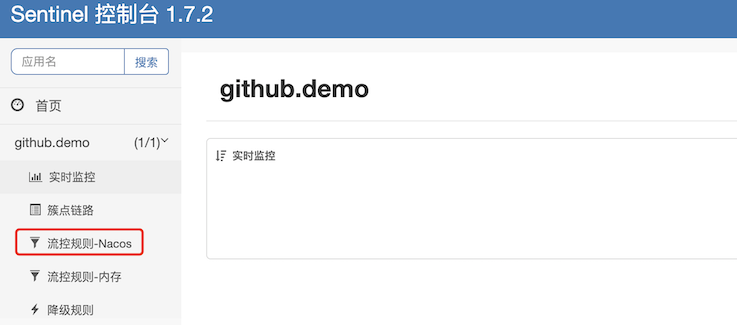 Sentinel 控制台 1.7.2
应用名 搜索
首页
github.demo (1/1)
实时监控
簇点链路
流控规则-Nacos
流控规则-内存
降级规则
github.demo
实时监控